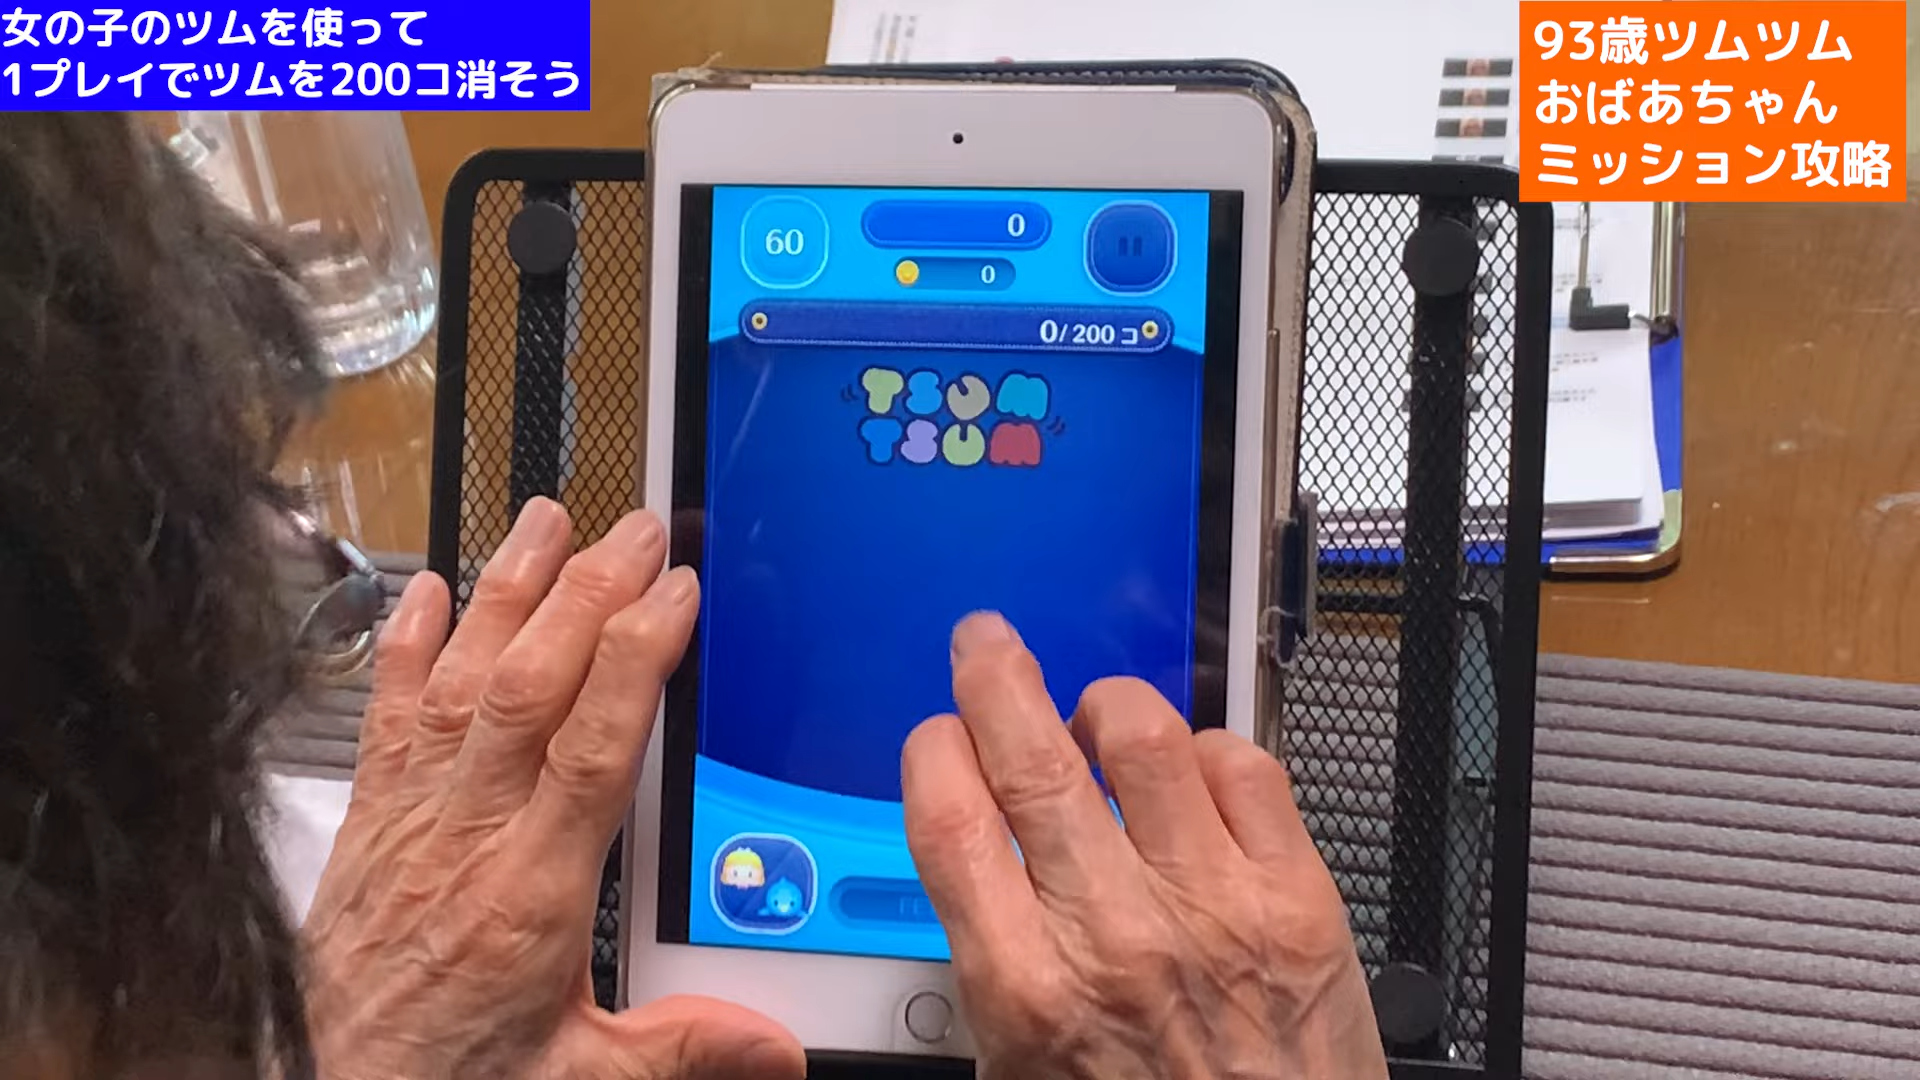 女の子のツムを使って
1プレイでツムを200コ消そう
93歳ツムツム
おばあちゃん
ミッション攻略
60
0
0
0/200コ
TSUM
TSUM